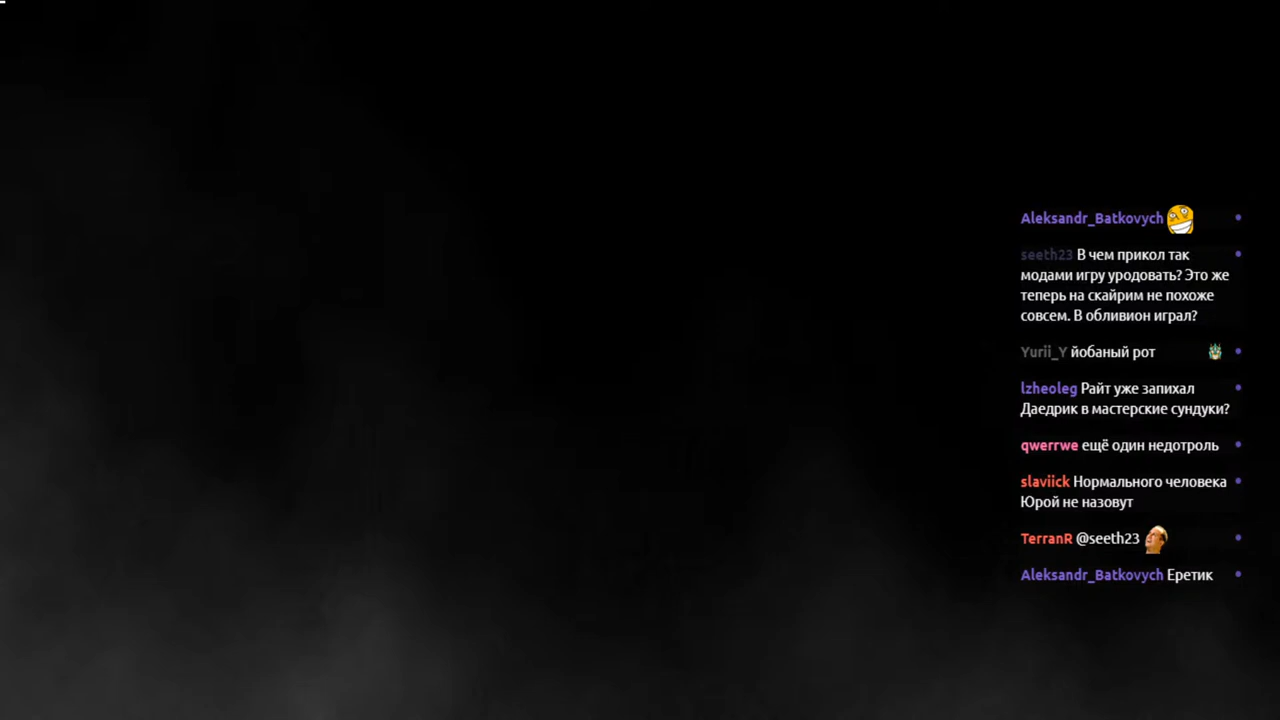 Aleksandr_Batkovych
seeth23 В чем прикол так
модами игру уродовать? Это же
теперь на скайрим не похоже
совсем. В обливион играл?
Yurii_Y йобаный рот
lzheoleg Райт уже запихал
Даедрик в мастерские сундуки?
qwerrwe ещё один недотроль
slaviick Нормального человека
Юрой не назовут
TerranR @seeth23
Aleksandr_Batkovych Еретик